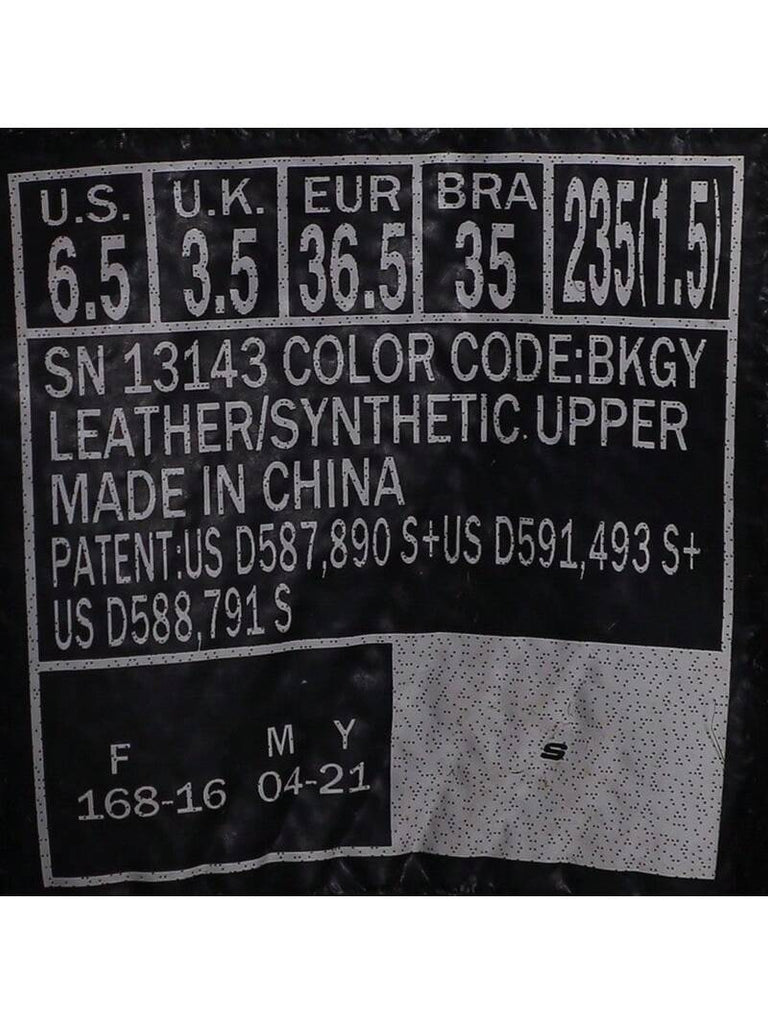 U.S. U.K. EUR BRA 235(1.5)
6.5 3.5 36.5 35
SN 13143 COLOR CODE:BKGY
LEATHER/SYNTHETIC. UPPER
MADE IN CHINA
PATENT:US D587,890 S+US D591,493 S+
US D588,791 S
F M Y
168-16 04-21
S